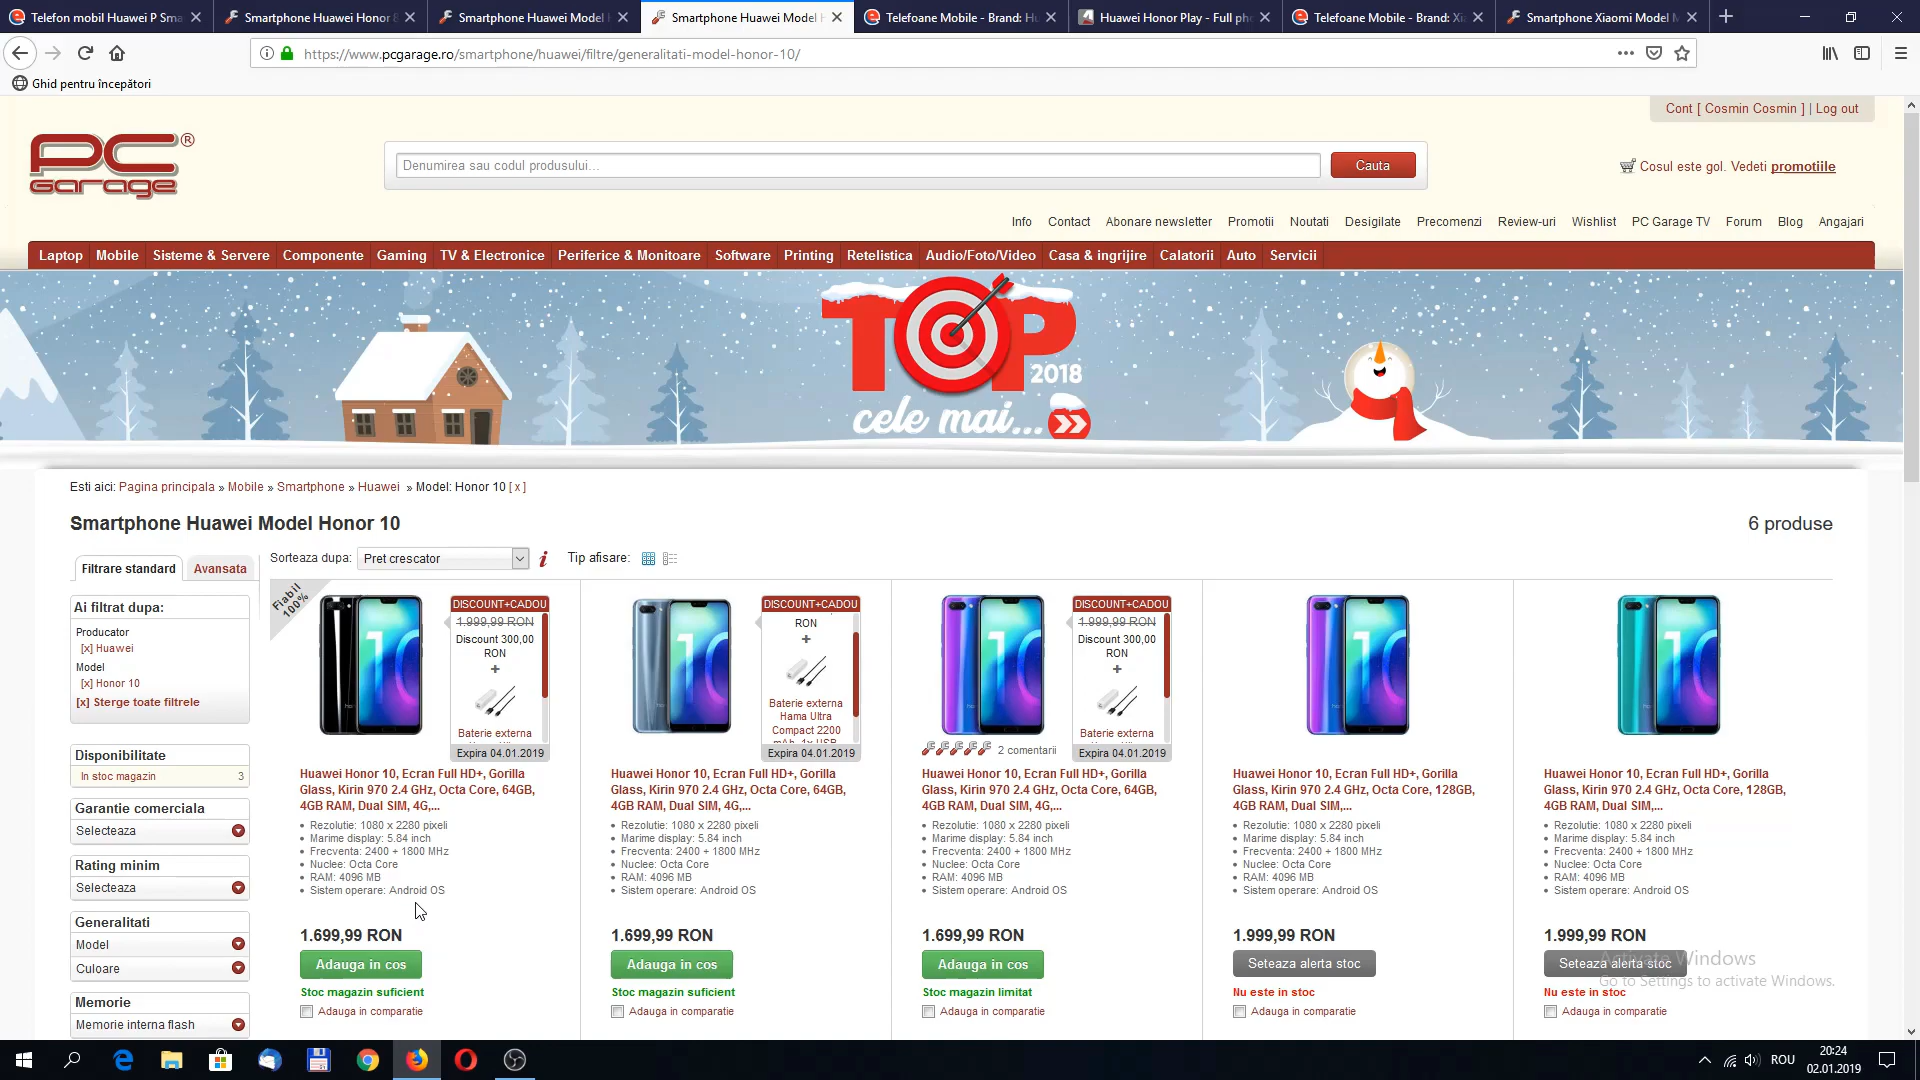 Telefon mobil Huawei P Sma
Smartphone Huawei Honor 8
Smartphone Huawei Model
Smartphone Huawei Model H
Telefoane Mobile - Brand: Hu
Huawei Honor Play - Full pho
Telefoane Mobile - Brand: Xi
Smartphone Xiaomi Model M
https://www.pcgarage.ro/smartphone/huawei/filtre/generalitati-model-honor-10/
Ghid pentru începători
Cont [ Cosmin Cosmin ] | Log out
PC Garage ®
Denumirea sau codul produsului...
Cauta
Cosul este gol. Vedeti promotiile
Info Contact Abonare newsletter Promotii Noutati Desigilate Precomenzi Review-uri Wishlist PC Garage TV Forum Blog Angajari
Laptop Mobile Sisteme & Servere Componente Gaming TV & Electronice Periferice & Monitoare Software Printing Retelistica Audio/Foto/Video Casa & ingrijire Calatorii Auto Servicii
TOP
2018
cele mai...
Esti aici: Pagina principala » Mobile » Smartphone » Huawei » Model: Honor 10 [ x ]
Smartphone Huawei Model Honor 10
6 produse
Filtrare standard
Avansata
Sorteaza dupa: Pret crescator
i
Tip afisare:
Ai filtrat dupa:
Producator
[x] Huawei
Model
[x] Honor 10
[x] Sterge toate filtrele
Disponibilitate
In stoc magazin 3
Garantie comerciala
Selecteaza
Rating minim
Selecteaza
Generalitati
Model
Culoare
Memorie
Memorie interna flash
Fiabil
100%
DISCOUNT+CADOU
1.999,99 RON
Discount 300,00
RON
+
Baterie externa
Expira 04.01.2019
Huawei Honor 10, Ecran Full HD+, Gorilla
Glass, Kirin 970 2.4 GHz, Octa Core, 64GB,
4GB RAM, Dual SIM, 4G,...
Rezolutie: 1080 x 2280 pixeli
Marime display: 5.84 inch
Frecventa: 2400 + 1800 MHz
Nuclee: Octa Core
RAM: 4096 MB
Sistem operare: Android OS
1.699,99 RON
Adauga in cos
Stoc magazin suficient
Adauga in comparatie
DISCOUNT+CADOU
RON
+
Baterie externa
Hama Ultra
Compact 2200
mAh, 1x USB
Expira 04.01.2019
Huawei Honor 10, Ecran Full HD+, Gorilla
Glass, Kirin 970 2.4 GHz, Octa Core, 64GB,
4GB RAM, Dual SIM, 4G,...
Rezolutie: 1080 x 2280 pixeli
Marime display: 5.84 inch
Frecventa: 2400 + 1800 MHz
Nuclee: Octa Core
RAM: 4096 MB
Sistem operare: Android OS
1.699,99 RON
Adauga in cos
Stoc magazin suficient
Adauga in comparatie
DISCOUNT+CADOU
1.999,99 RON
Discount 300,00
RON
+
Baterie externa
Expira 04.01.2019
2 comentarii
Huawei Honor 10, Ecran Full HD+, Gorilla
Glass, Kirin 970 2.4 GHz, Octa Core, 64GB,
4GB RAM, Dual SIM, 4G,...
Rezolutie: 1080 x 2280 pixeli
Marime display: 5.84 inch
Frecventa: 2400 + 1800 MHz
Nuclee: Octa Core
RAM: 4096 MB
Sistem operare: Android OS
1.699,99 RON
Adauga in cos
Stoc magazin limitat
Adauga in comparatie
Huawei Honor 10, Ecran Full HD+, Gorilla
Glass, Kirin 970 2.4 GHz, Octa Core, 128GB,
4GB RAM, Dual SIM,...
Rezolutie: 1080 x 2280 pixeli
Marime display: 5.84 inch
Frecventa: 2400 + 1800 MHz
Nuclee: Octa Core
RAM: 4096 MB
Sistem operare: Android OS
1.999,99 RON
Seteaza alerta stoc
Nu este in stoc
Adauga in comparatie
Huawei Honor 10, Ecran Full HD+, Gorilla
Glass, Kirin 970 2.4 GHz, Octa Core, 128GB,
4GB RAM, Dual SIM,...
Rezolutie: 1080 x 2280 pixeli
Marime display: 5.84 inch
Frecventa: 2400 + 1800 MHz
Nuclee: Octa Core
RAM: 4096 MB
Sistem operare: Android OS
1.999,99 RON
Seteaza alerta stoc
Nu este in stoc
Adauga in comparatie
Activate Windows
Go to Settings to activate Windows.
ROU
20:24
02.01.2019